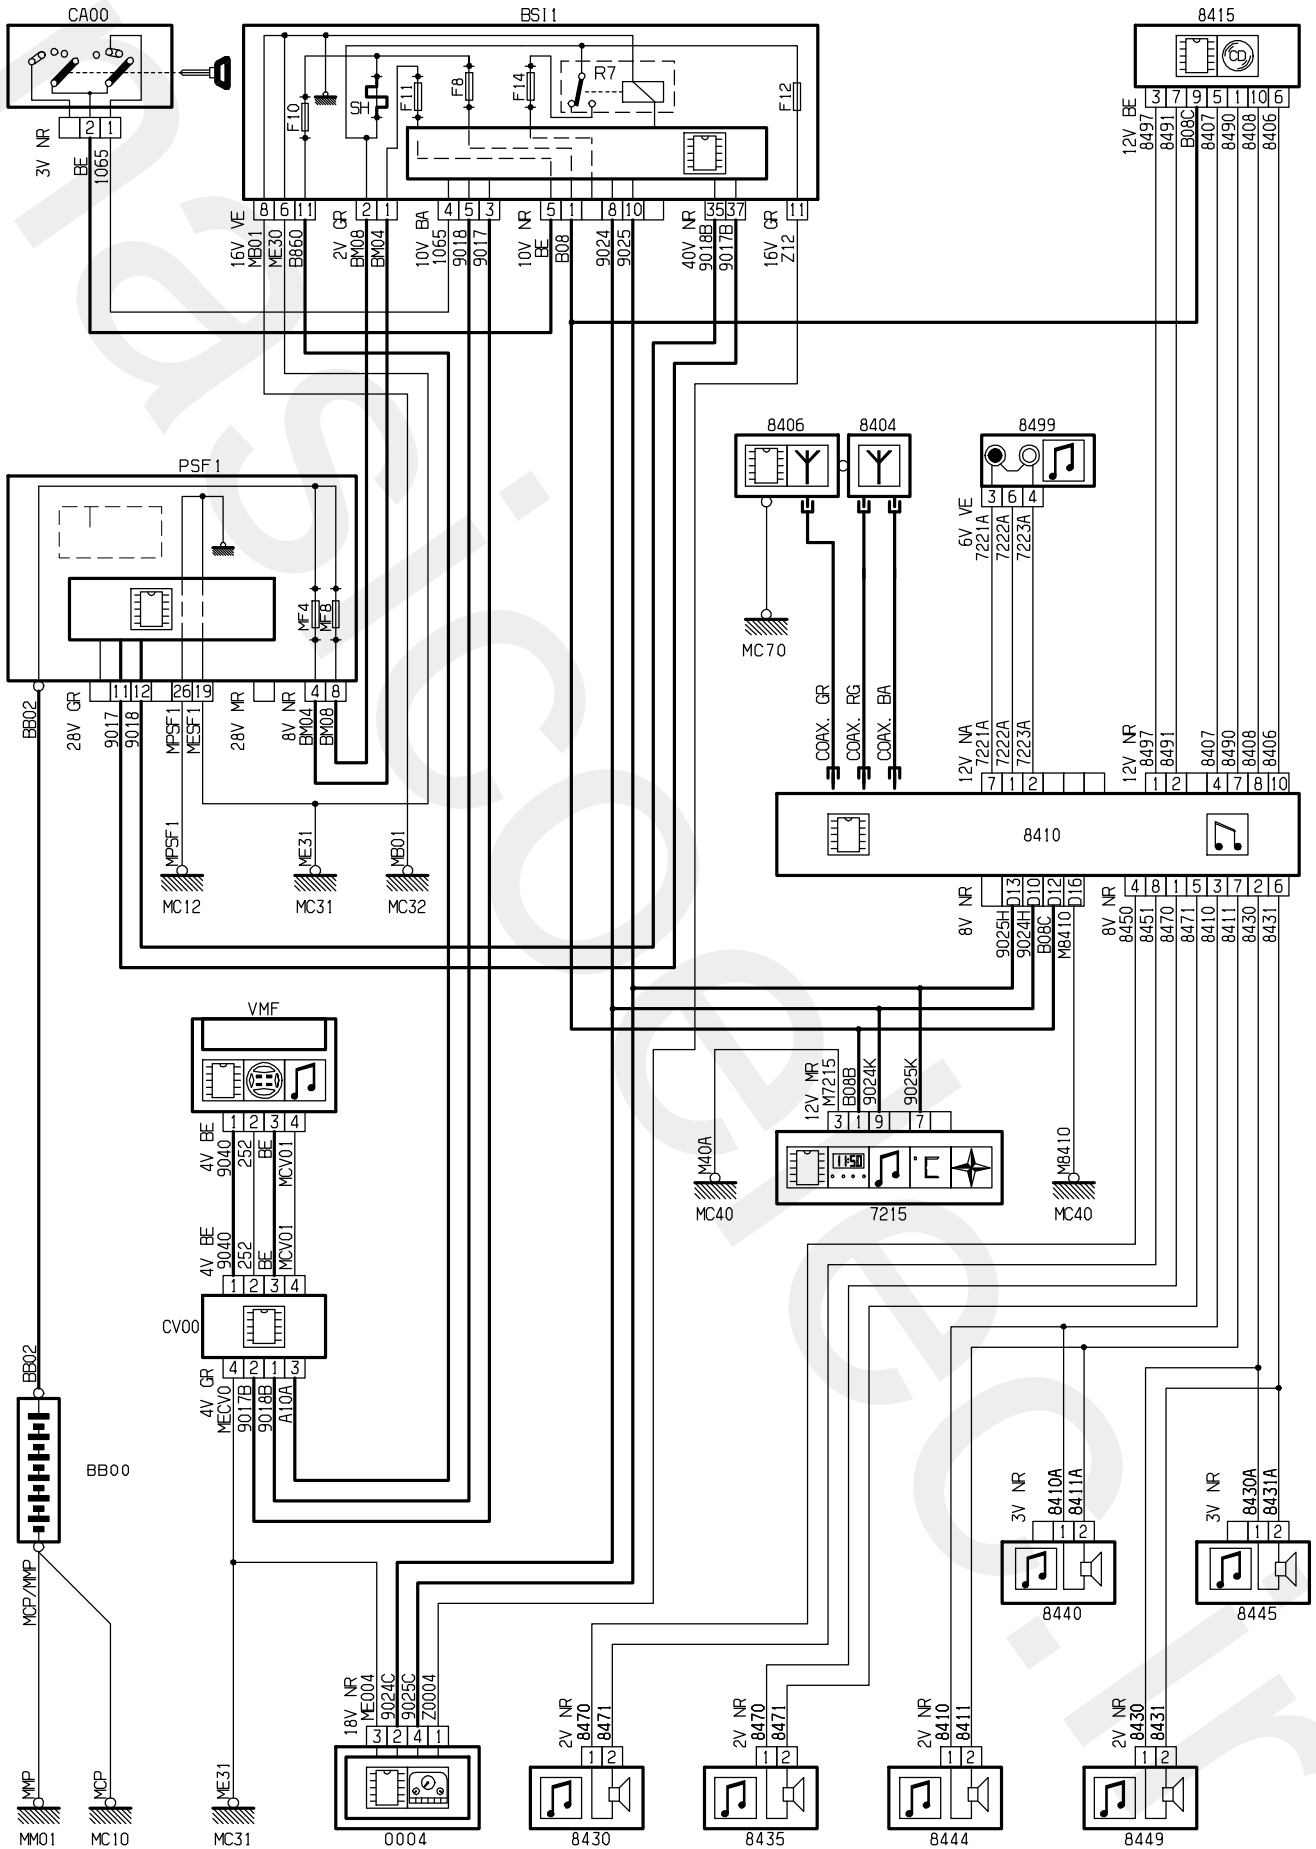 CA00
BSI1
8415
R7
F10
SH
F11
F8
F14
F12
CD
3 7 9 5 1 10 6
12V BE
8497
8491
B08C
8407
8490
8408
8406
2 1
3V NR
BE
1065
8 6 11
2 1
4 5 3
5 1
8 10
35 37
11
16V VE
MB01
ME30
B860
2V GR
BM08
BM04
10V BA
1065
9018
9017
10V NR
BE
B08
9024
9025
40V NR
9018B
9017B
16V GR
Z12
8406
8404
8499
PSF1
3 6 4
6V VE
7221A
7222A
7223A
MF4
MF8
MC70
11 12
26 19
4 8
BB02
28V GR
9017
9018
MPSF1
MESF1
28V MR
8V NR
BM04
BM08
COAX. GR
COAX. RG
COAX. BA
12V NA
7221A
7222A
7223A
12V NR
8497
8491
8407
8490
8408
8406
7 1 2
1 2
4 7 8 10
8410
MPSF1
ME31
MB01
MC12
MC31
MC32
D13 D10 D12 D16
4 8 1 5 3 7 2 6
8V NR
9025H
9024H
B08C
M8410
8V NR
8450
8451
8470
8471
8410
8411
8430
8431
VMF
1 2 3 4
4V BE
9040
252
BE
MCV01
12V MR
M7215
B08B
9024K
9025K
3 1 9
7
11:50
°C
M40A
M8410
MC40
7215
MC40
4V BE
9040
252
BE
MCV01
1 2 3 4
CV00
4 2 1 3
4V GR
MECV0
9017B
9018B
A10A
BB02
BB00
MCP/MMP
3V NR
8410A
8411A
3V NR
8430A
8431A
1 2
1 2
8440
8445
18V NR
ME004
9024C
9025C
Z0004
3 2 4 1
2V NR
8470
8471
2V NR
8470
8471
2V NR
8410
8411
2V NR
8430
8431
1 2
1 2
1 2
1 2
MMP
MCP
ME31
MM01
MC10
MC31
0004
8430
8435
8444
8449